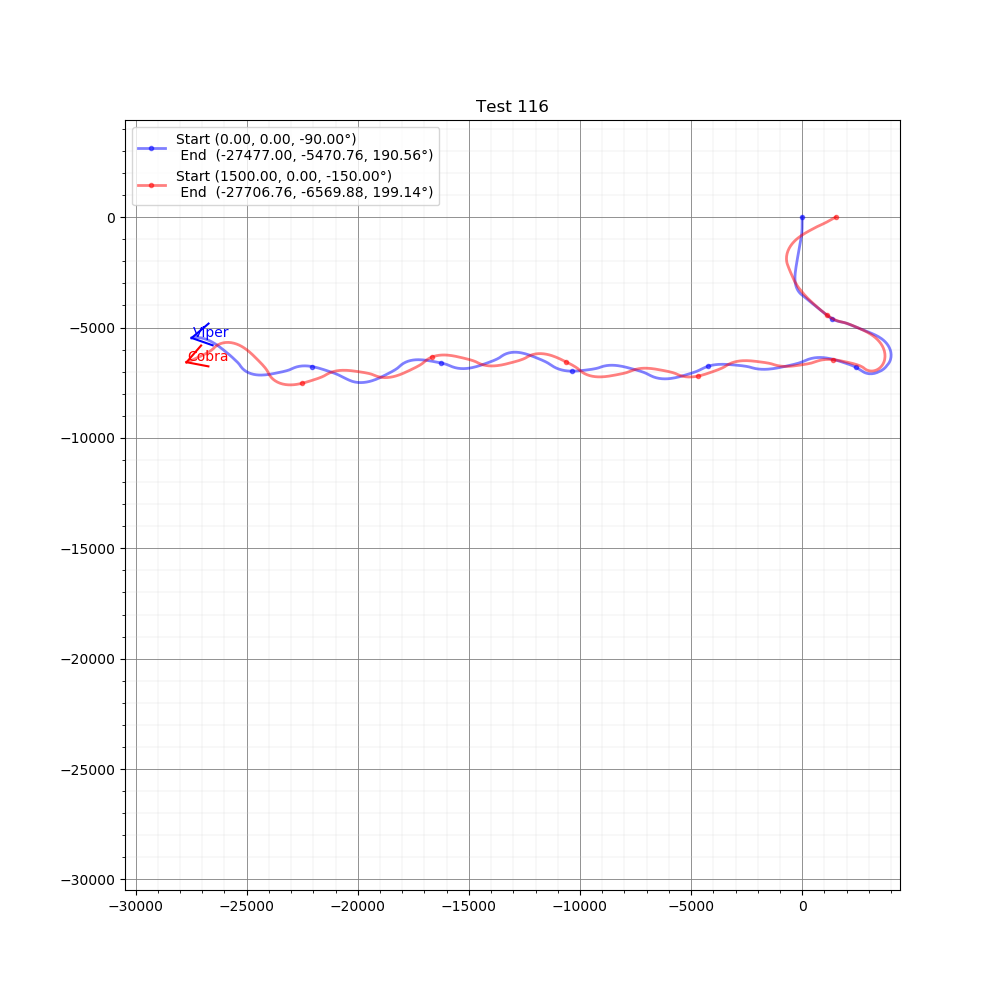 Test 116
Start (0.00, 0.00, -90.00°)
End (-27477.00, -5470.76, 190.56°)
Start (1500.00, 0.00, -150.00°)
End (-27706.76, -6569.88, 199.14°)
0
−5000
−10000
−15000
−20000
−25000
−30000
Viper
Cobra
−30000 −25000 −20000 −15000 −10000 −5000 0